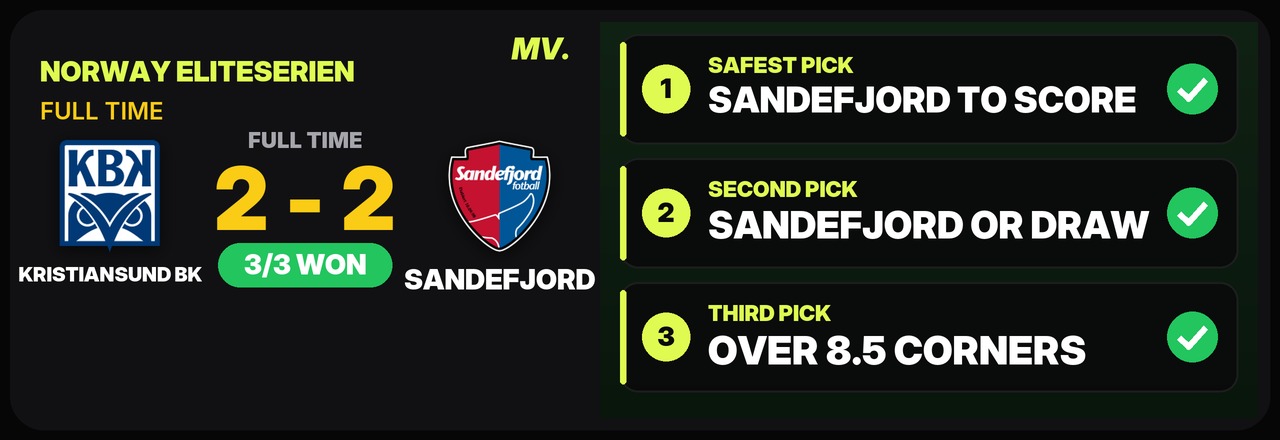 MV.
NORWAY ELITESERIEN
FULL TIME
FULL TIME
KBK
2 - 2
Sandefjord
fotball
3/3 WON
KRISTIANSUND BK
SANDEFJORD
1
SAFEST PICK
SANDEFJORD TO SCORE
2
SECOND PICK
SANDEFJORD OR DRAW
3
THIRD PICK
OVER 8.5 CORNERS